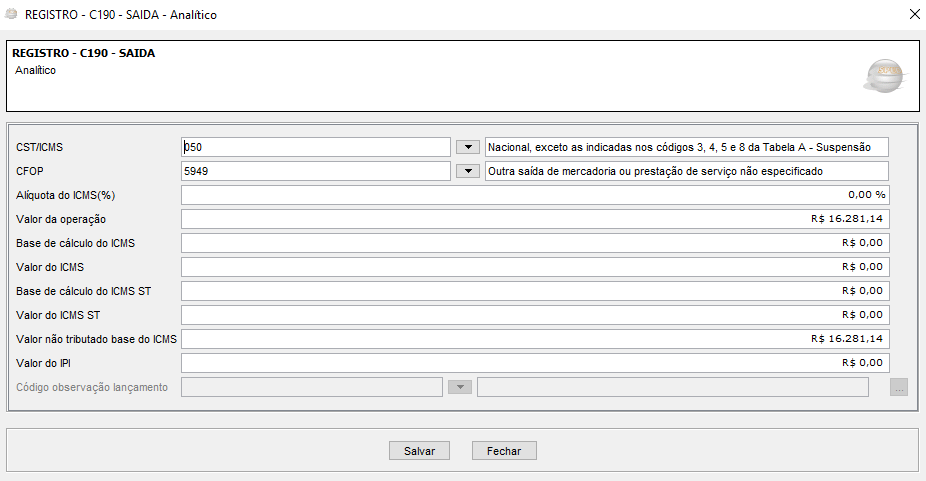 REGISTRO - C190 - SAIDA - Analítico
REGISTRO - C190 - SAIDA
Analítico
CST/ICMS 050 Nacional, exceto as indicadas nos códigos 3, 4, 5 e 8 da Tabela A - Suspensão
CFOP 5949 Outra saída de mercadoria ou prestação de serviço não especificado
Alíquota do ICMS(%) 0,00 %
Valor da operação R$ 16.281,14
Base de cálculo do ICMS R$ 0,00
Valor do ICMS R$ 0,00
Base de cálculo do ICMS ST R$ 0,00
Valor do ICMS ST R$ 0,00
Valor não tributado base do ICMS R$ 16.281,14
Valor do IPI R$ 0,00
Código observação lançamento ...
Salvar Fechar